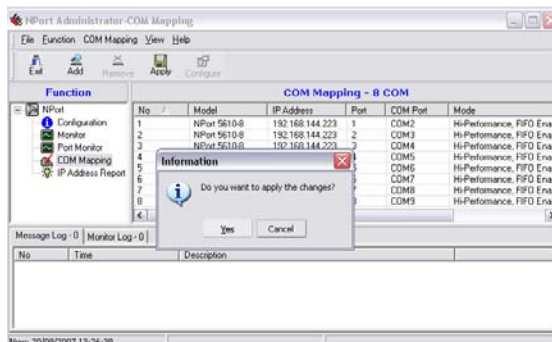 NPort Administrator-COM Mapping
File Function COM Mapping View Help
Exit Add Remove Apply Configure
Function
COM Mapping - 8 COM
NPort
Configuration
Monitor
Port Monitor
COM Mapping
IP Address Report
No Model IP Address Port COM Port Mode
1 NPort 5610-8 192.168.144.223 1 COM2 Hi-Performance, FIFO Ena
2 NPort 5610-8 192.168.144.223 2 COM3 Hi-Performance, FIFO Ena
3 NPort 5610-8 192.168.144.223 3 COM4 Hi-Performance, FIFO Ena
4 COM5 Hi-Performance, FIFO Ena
5 COM6 Hi-Performance, FIFO Ena
6 COM7 Hi-Performance, FIFO Ena
7 COM8 Hi-Performance, FIFO Ena
8 COM9 Hi-Performance, FIFO Ena
Information
Do you want to apply the changes?
Yes Cancel
Message Log - 0 Monitor Log - 0
No Time Description